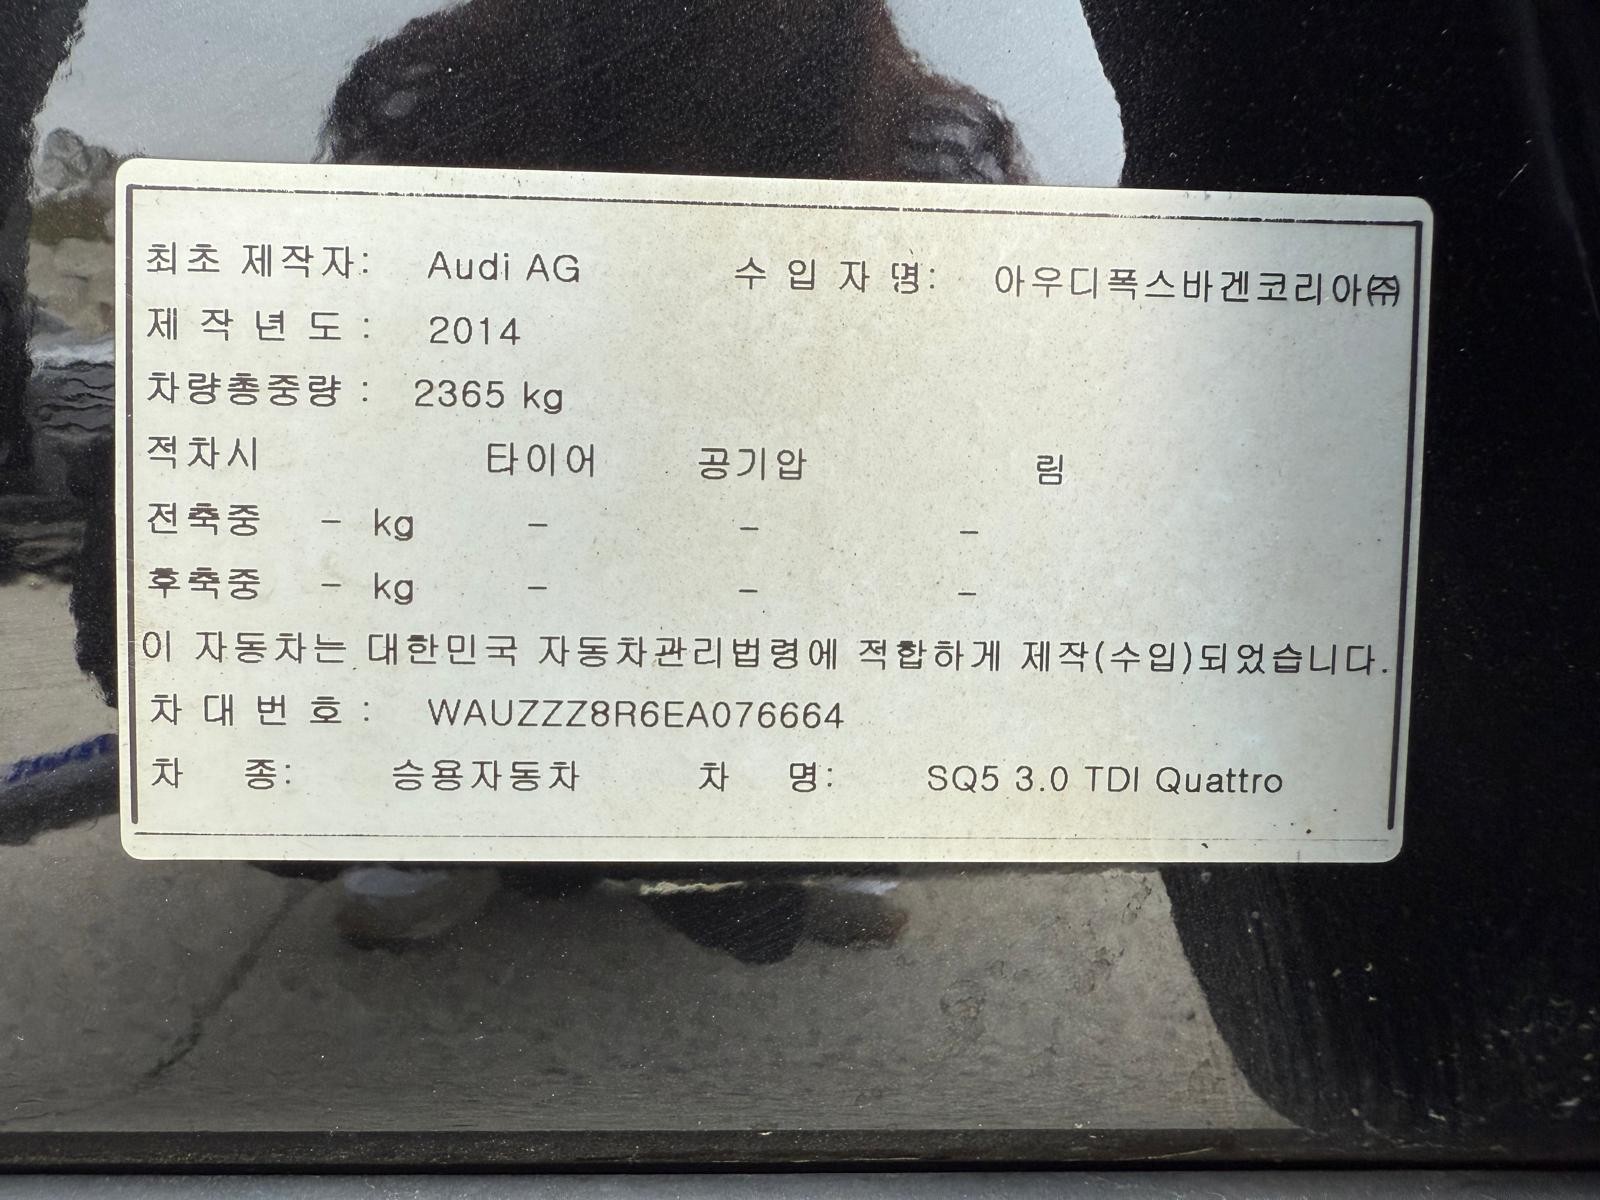 최초 제작자: Audi AG 수 입 자 명: 아우디폭스바겐코리아㈜
제 작 년 도 : 2014
차량총중량 : 2365 kg
적차시 타이어 공기압 림
전축중 - kg - - -
후축중 - kg - - -
이 자동차는 대한민국 자동차관리법령에 적합하게 제작(수입)되었습니다.
차 대 번 호 : WAUZZZ8R6EA076664
차 종: 승용자동차 차 명: SQ5 3.0 TDI Quattro